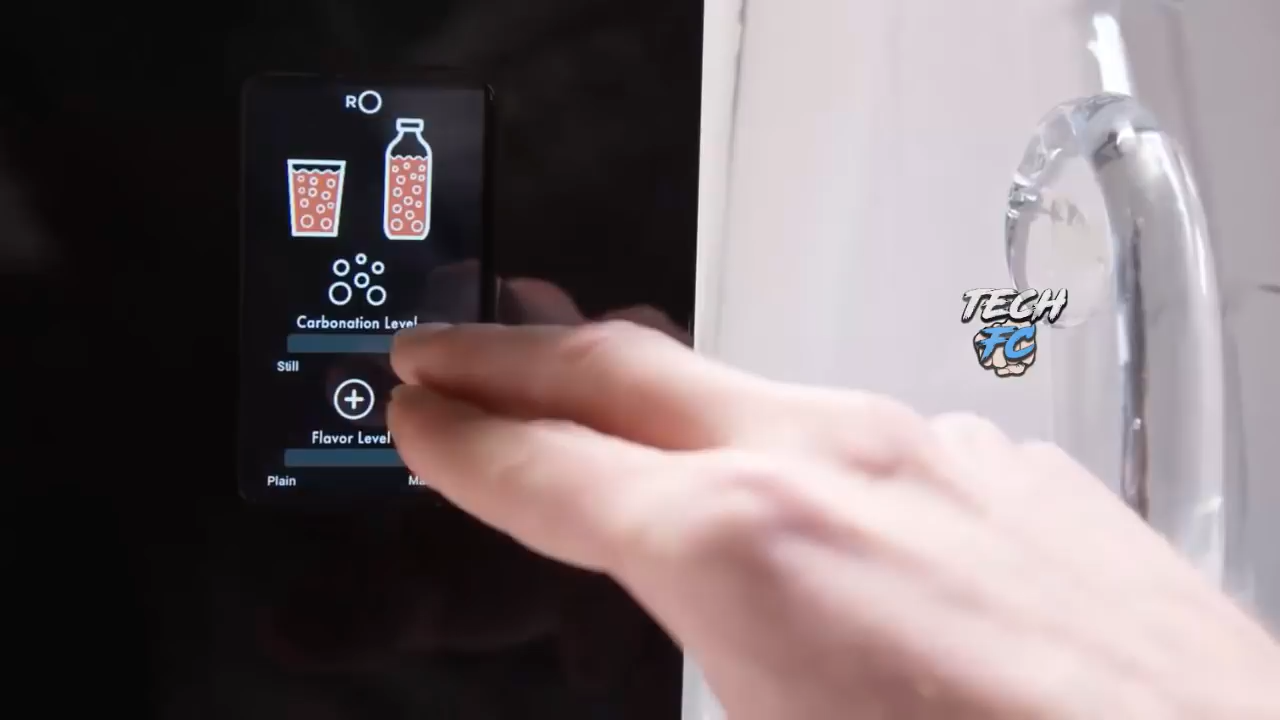 R
Carbonation Level
Still
Flavor Level
Plain
TECH
FC